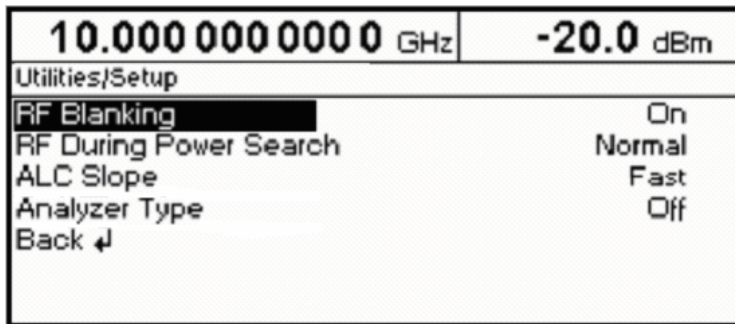 10.000 000 000 0 GHz -20.0 dBm
Utilities/Setup
RF Blanking On
RF During Power Search Normal
ALC Slope Fast
Analyzer Type Off
Back ↲